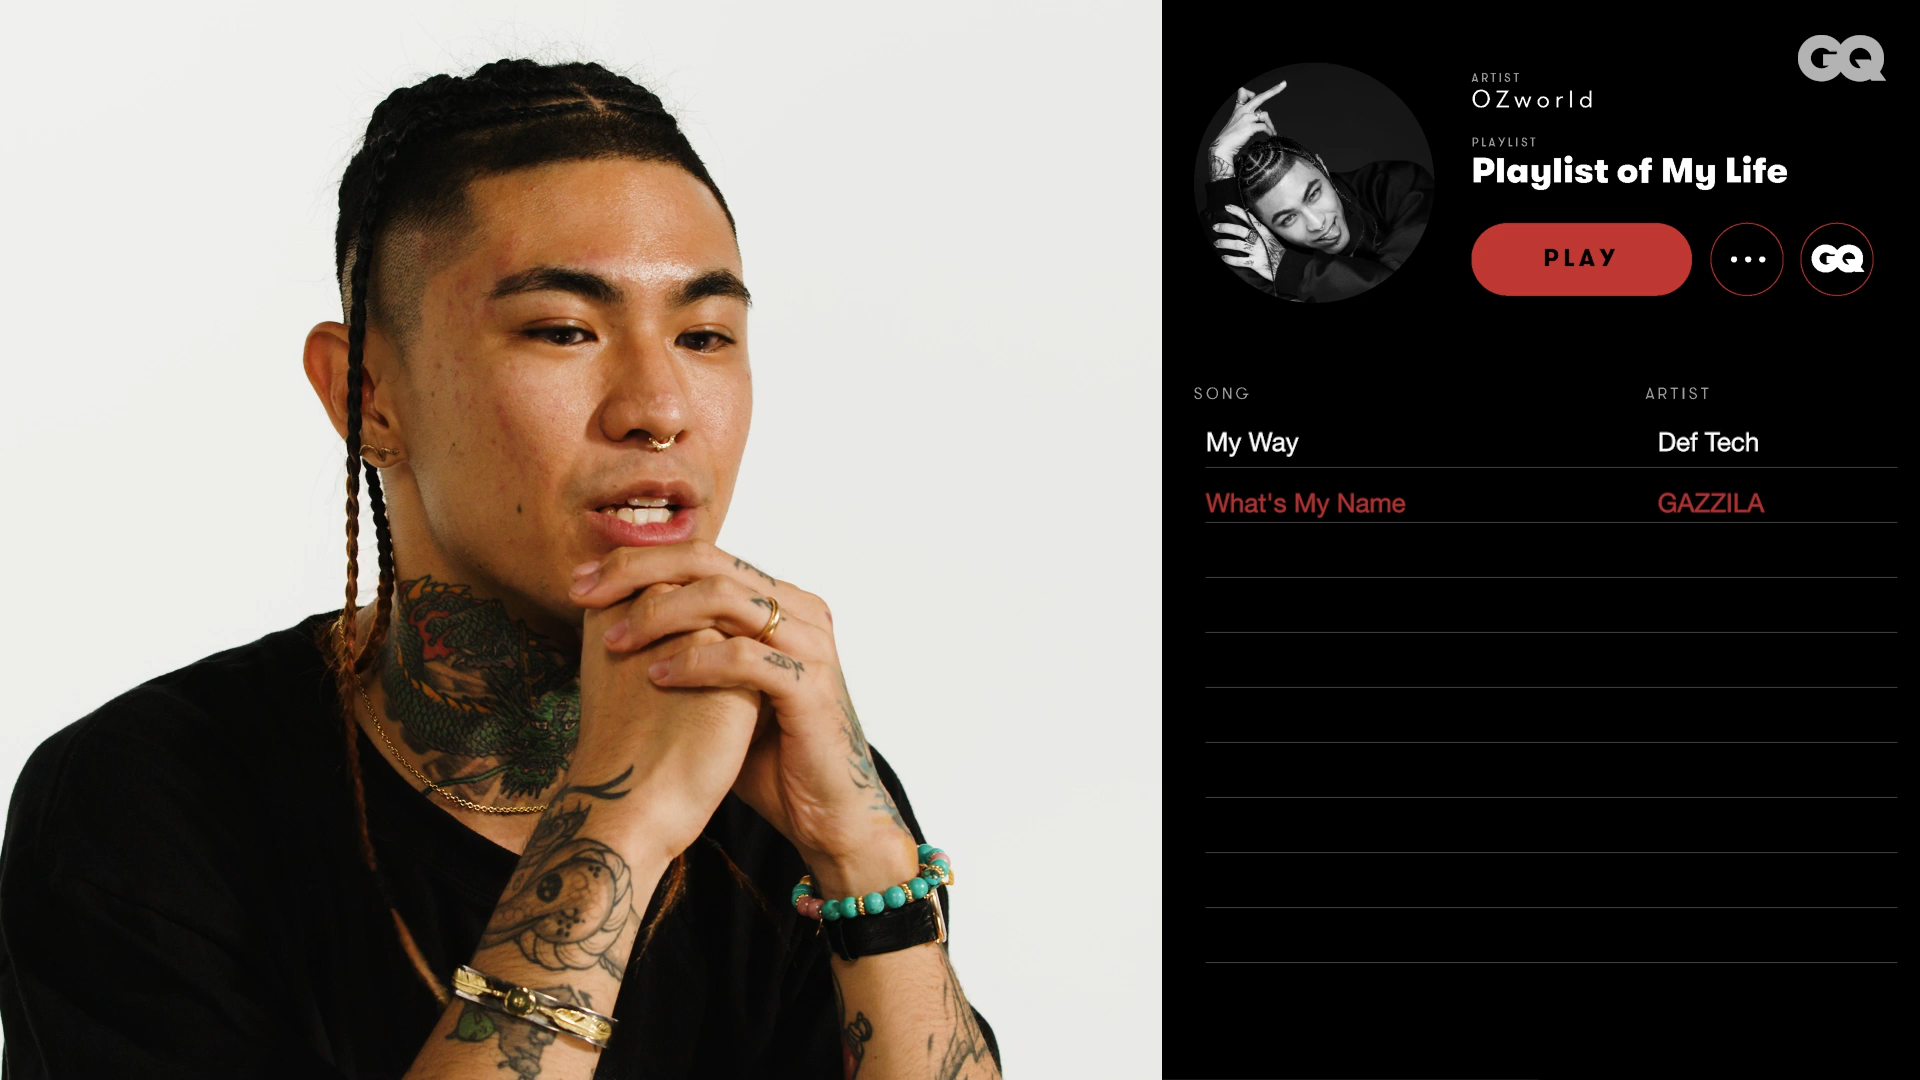 GQ
ARTIST
OZworld
PLAYLIST
Playlist of My Life
PLAY
GQ
SONG ARTIST
My Way Def Tech
What's My Name GAZZILA